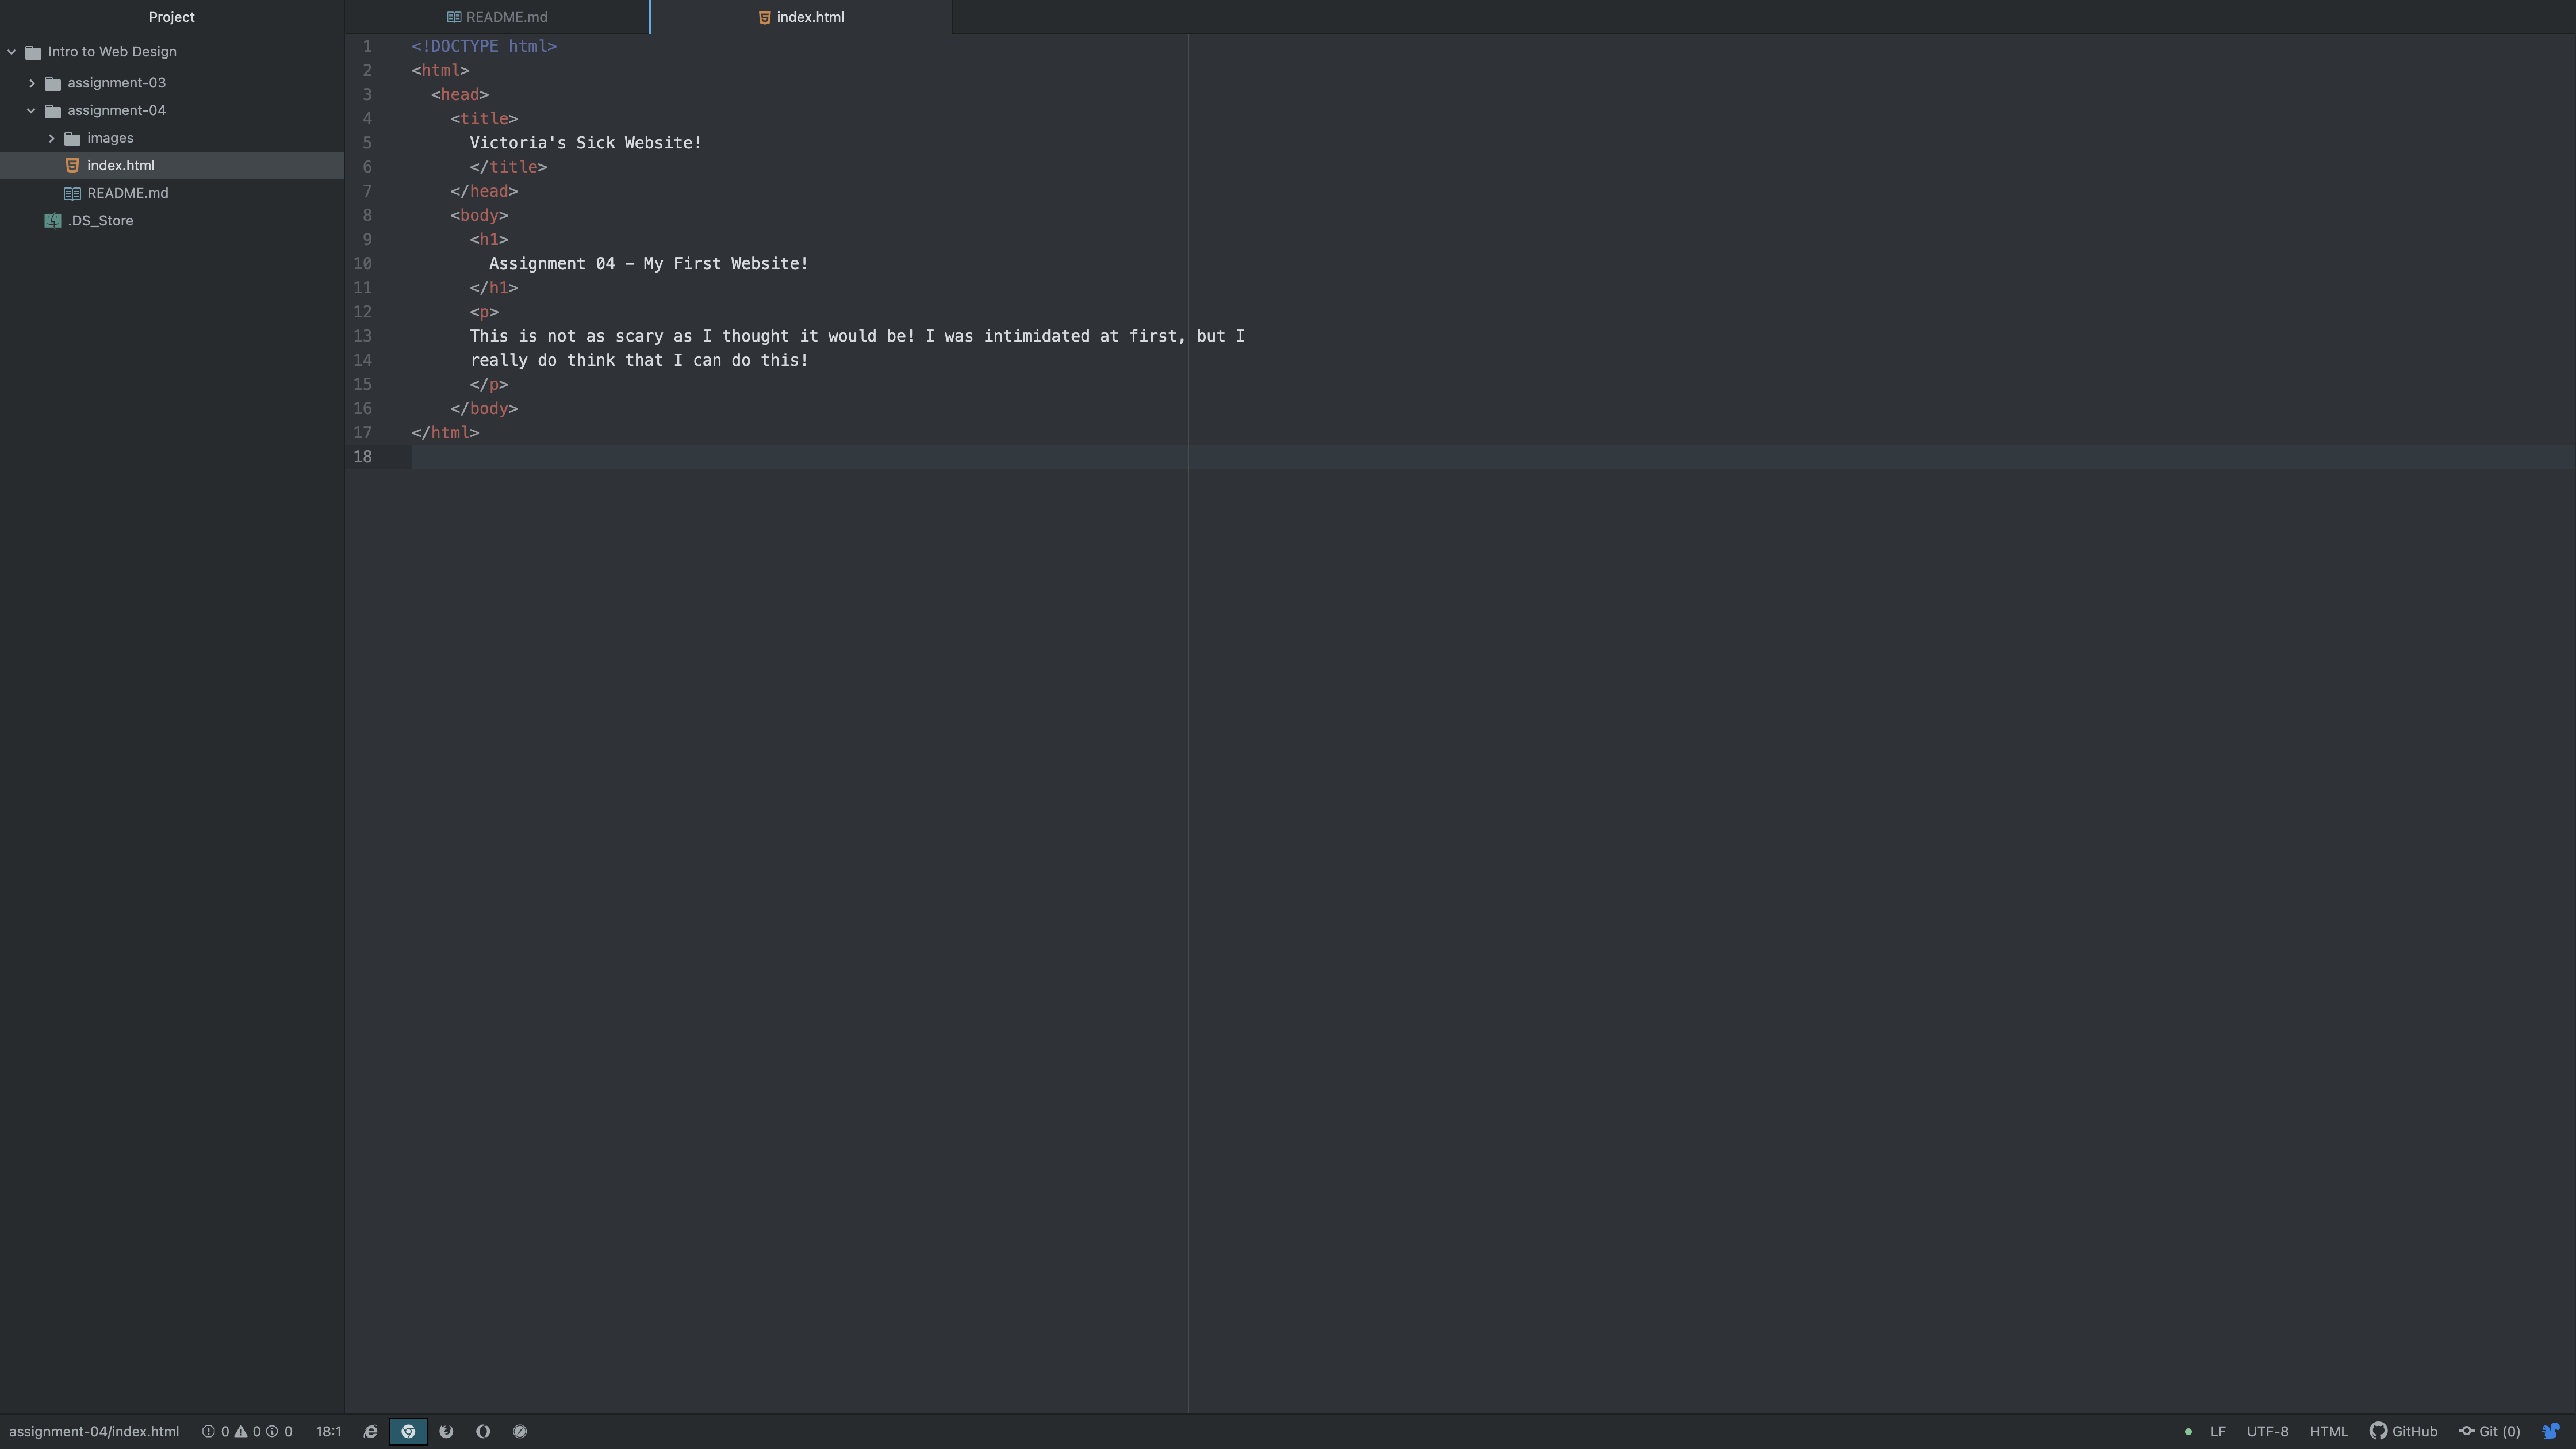 Project
README.md
index.html
Intro to Web Design
assignment-03
assignment-04
images
index.html
README.md
.DS_Store
1 <!DOCTYPE html>
2 <html>
3 <head>
4 <title>
5 Victoria's Sick Website!
6 </title>
7 </head>
8 <body>
9 <h1>
10 Assignment 04 – My First Website!
11 </h1>
12 <p>
13 This is not as scary as I thought it would be! I was intimidated at first, but I
14 really do think that I can do this!
15 </p>
16 </body>
17 </html>
18
assignment-04/index.html 0 0 0 18:1 LF UTF-8 HTML GitHub Git (0)